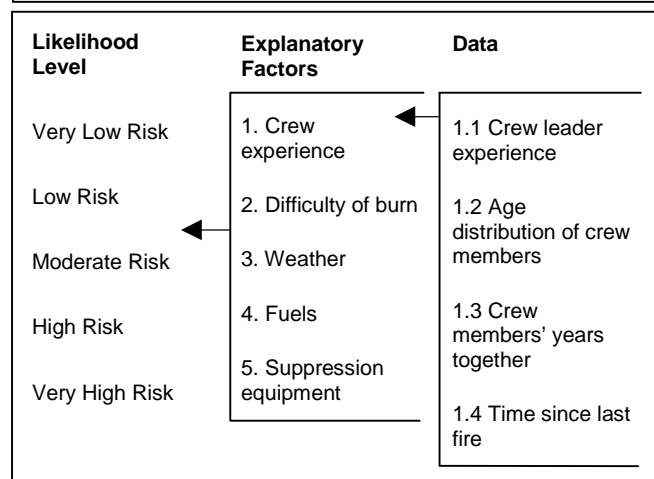 Likelihood
Level
Very Low Risk
Low Risk
Moderate Risk
High Risk
Very High Risk
Explanatory
Factors
1. Crew
experience
2. Difficulty of burn
3. Weather
4. Fuels
5. Suppression
equipment
Data
1.1 Crew leader
experience
1.2 Age
distribution of crew
members
1.3 Crew
members' years
together
1.4 Time since last
fire